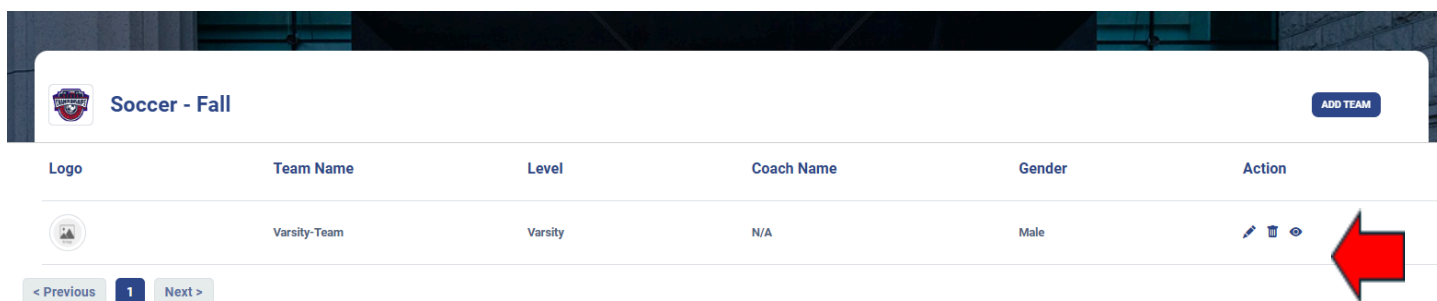 Soccer - Fall
ADD TEAM
Logo Team Name Level Coach Name Gender Action
Varsity-Team Varsity N/A Male
< Previous 1 Next >